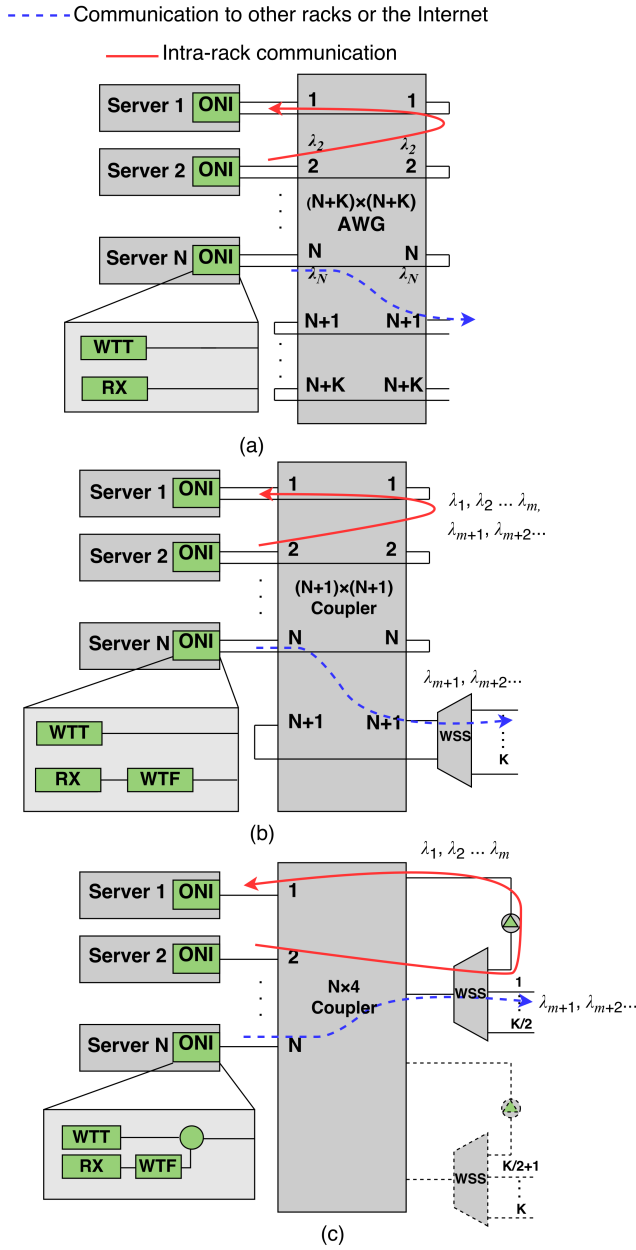 Communication to other racks or the Internet
Intra-rack communication
Server 1 ONI
1 1
Server 2 ONI
λ2 λ2
2 2
(N+K)×(N+K)
AWG
Server N ONI
N N
λN λN
N+1 N+1
WTT
RX
N+K N+K
(a)
Server 1 ONI
1 1
λ1, λ2 ... λm,
λm+1, λm+2...
Server 2 ONI
2 2
(N+1)×(N+1)
Coupler
Server N ONI
N N
λm+1, λm+2...
N+1 N+1
WSS
K
WTT
RX WTF
(b)
λ1, λ2 ... λm
Server 1 ONI
1
Server 2 ONI
2
N×4
Coupler
WSS
1
K/2
λm+1, λm+2...
Server N ONI
N
WTT
RX WTF
WSS
K/2+1
K
(c)